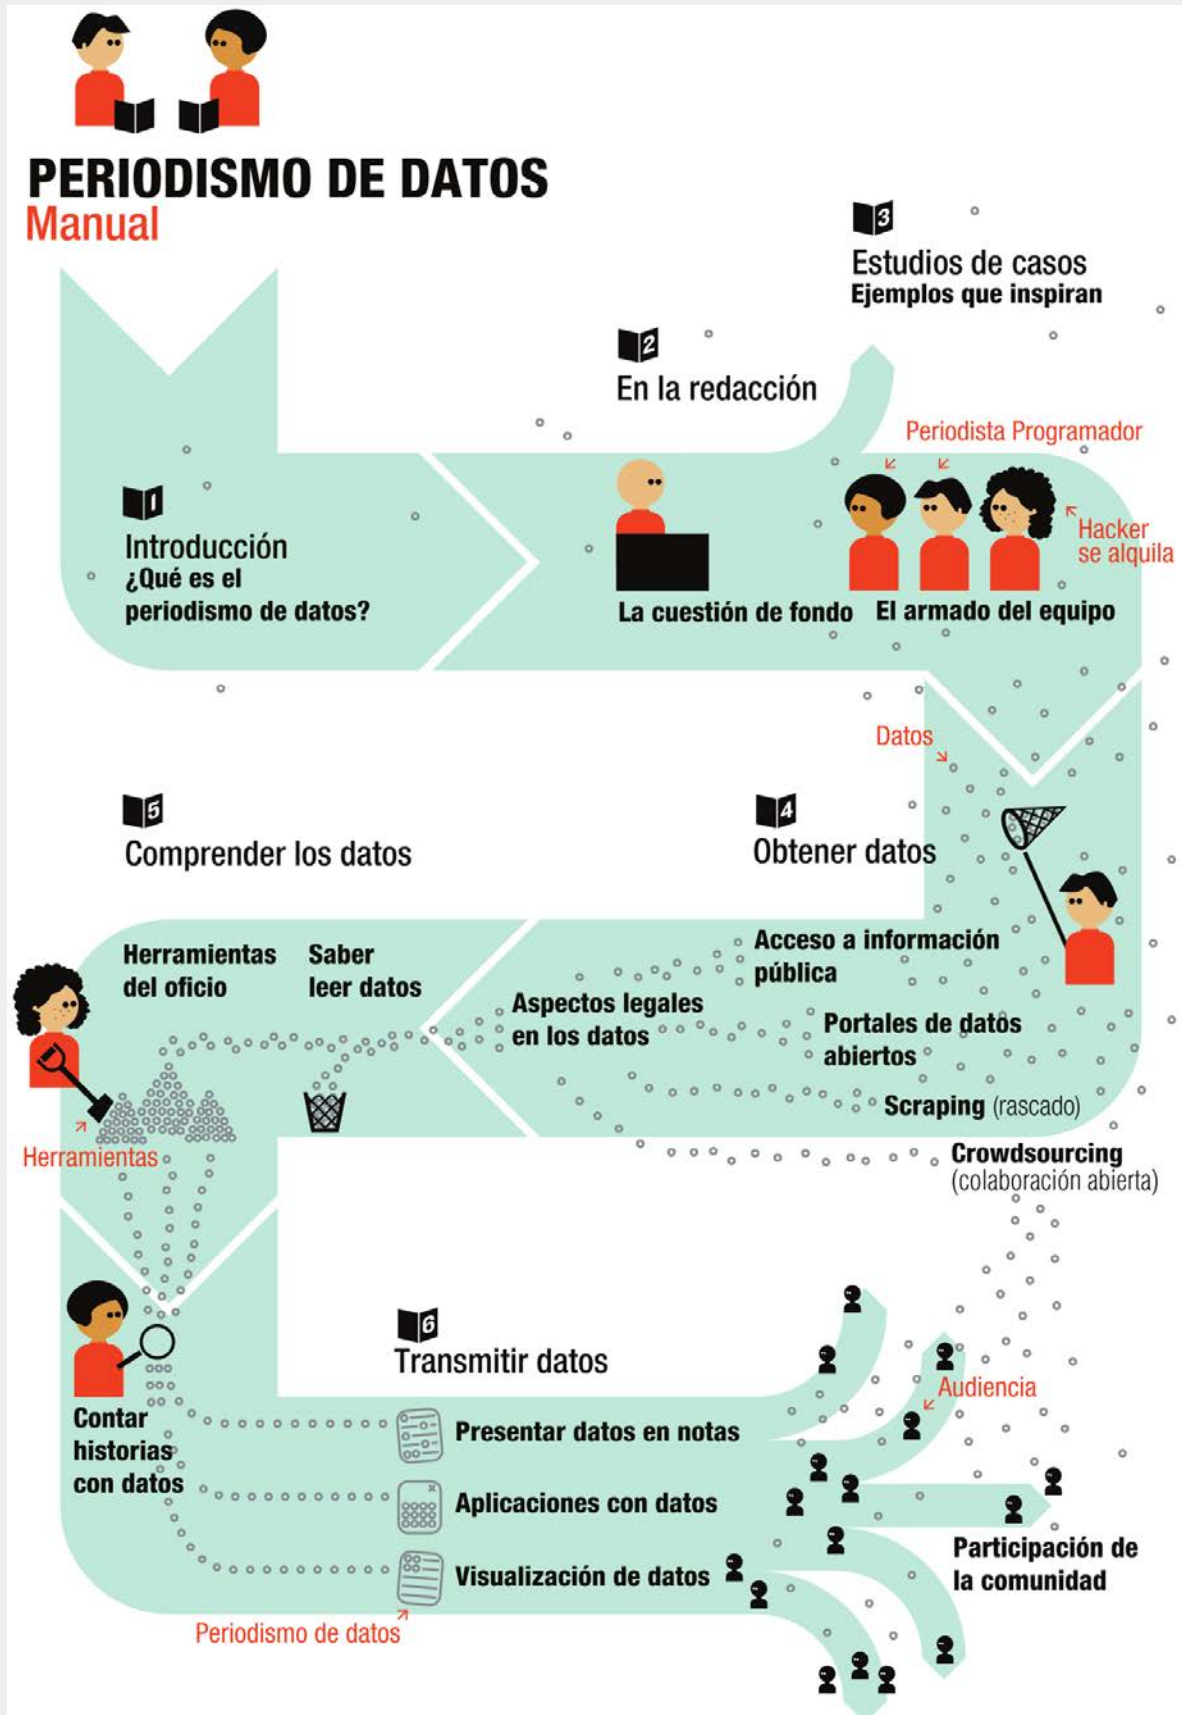 PERIODISMO DE DATOS
Manual
3
Estudios de casos
Ejemplos que inspiran
2
En la redacción
Periodista Programador
Hacker
se alquila
La cuestión de fondo
El armado del equipo
1
Introducción
¿Qué es el
periodismo de datos?
Datos
4
Obtener datos
Acceso a información
pública
Portales de datos
abiertos
Scraping (rascado)
Crowdsourcing
(colaboración abierta)
Aspectos legales
en los datos
5
Comprender los datos
Saber
leer datos
Herramientas
del oficio
Herramientas
Contar
historias
con datos
6
Transmitir datos
Presentar datos en notas
Aplicaciones con datos
Visualización de datos
Periodismo de datos
Audiencia
Participación de
la comunidad